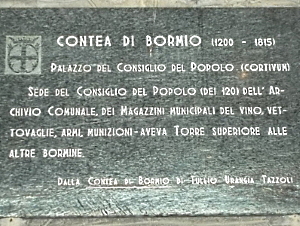 CONTEA DI BORMIO (1200 - 1815)
PALAZZO DEL CONSIGLIO DEL POPOLO (CORTIVUM)
SEDE DEL CONSIGLIO DEL POPOLO (DEI 120) DELL' AR-
CHIVIO COMUNALE, DEI MAGAZZINI MUNICIPALI DEL VINO, VET-
TOVAGLIE, ARMI, MUNIZIONI-AVEVA TORRE SUPERIORE ALLE
ALTRE BORMINE.
DALLA CONTEA DI BORMIO DI TULLIO URANGIA TAZZOLI